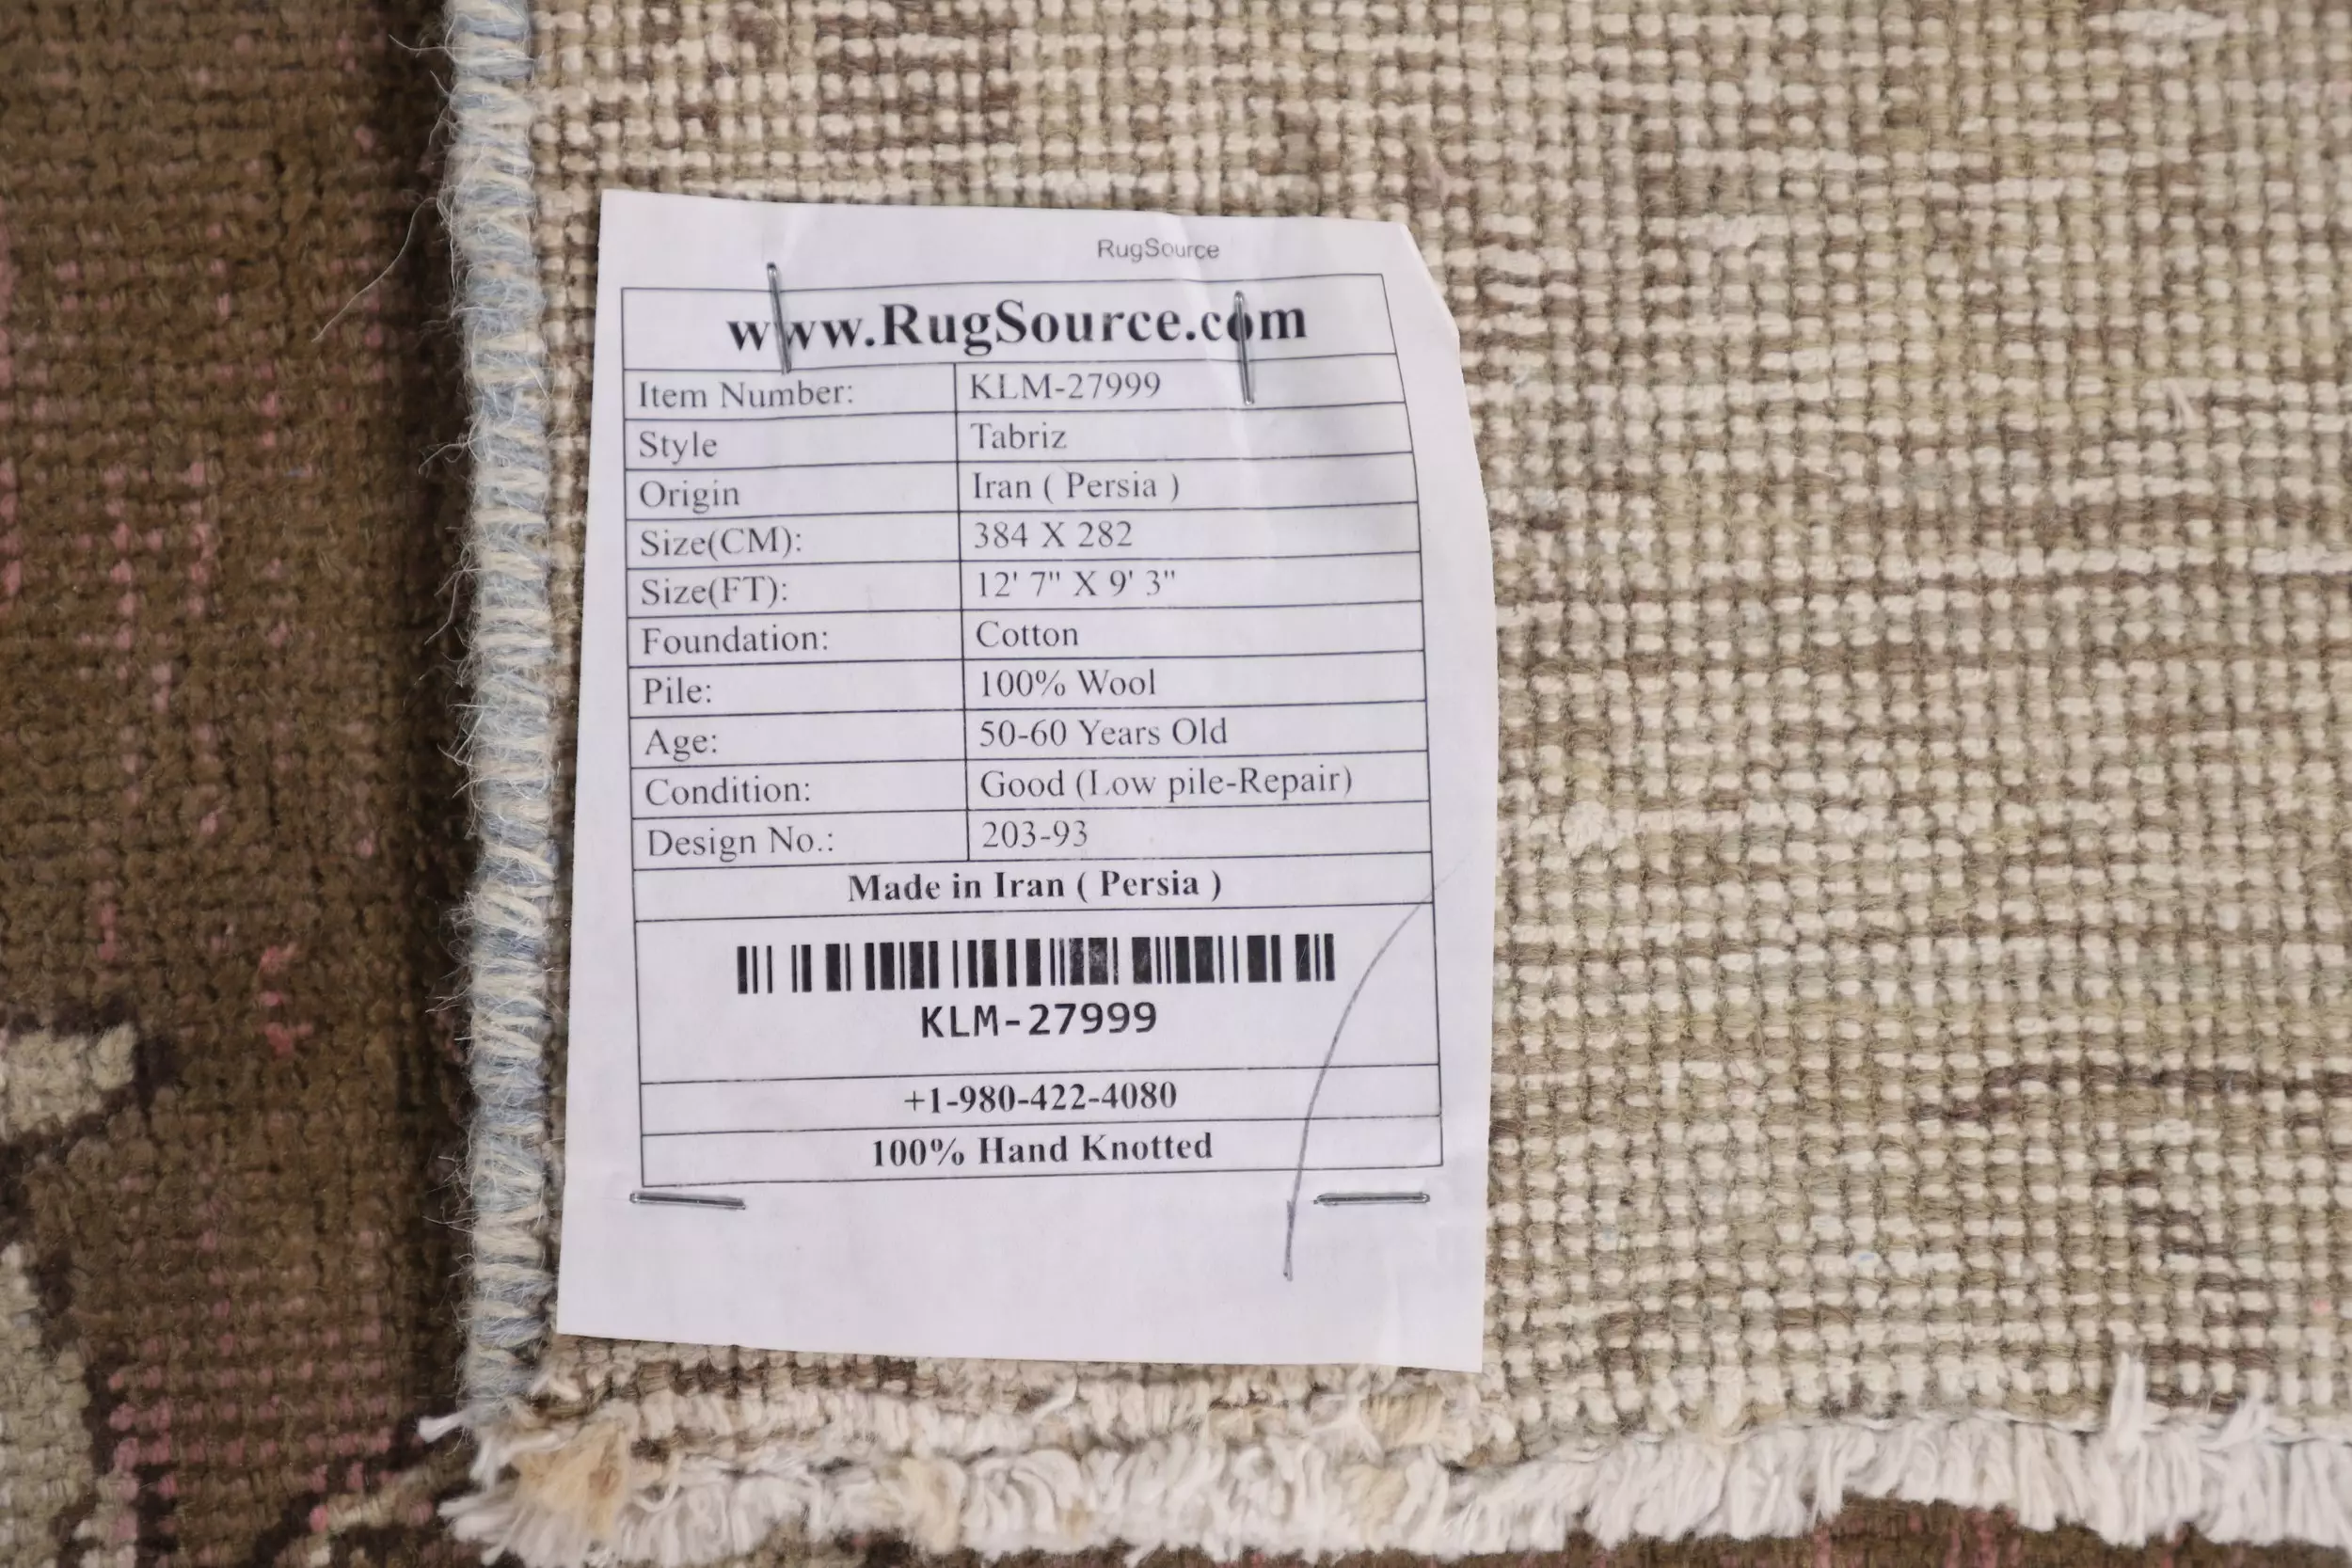 RugSource
www.RugSource.com
Item Number: KLM-27999
Style Tabriz
Origin Iran ( Persia )
Size(CM): 384 X 282
Size(FT): 12' 7" X 9' 3"
Foundation: Cotton
Pile: 100% Wool
Age: 50-60 Years Old
Condition: Good (Low pile-Repair)
Design No.: 203-93
Made in Iran ( Persia )
KLM-27999
+1-980-422-4080
100% Hand Knotted